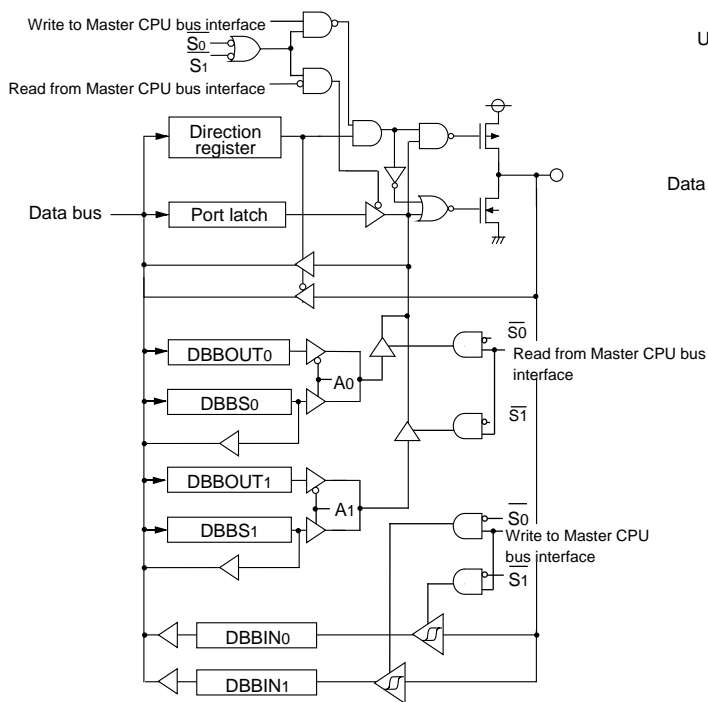 Write to Master CPU bus interface
S0
S1
Read from Master CPU bus interface
U
Direction
register
Data
Data bus
Port latch
S0
DBBOUT0
A0
Read from Master CPU bus
interface
DBBS0
S1
DBBOUT1
A1
S0
DBBS1
Write to Master CPU
bus interface
S1
DBBIN0
DBBIN1